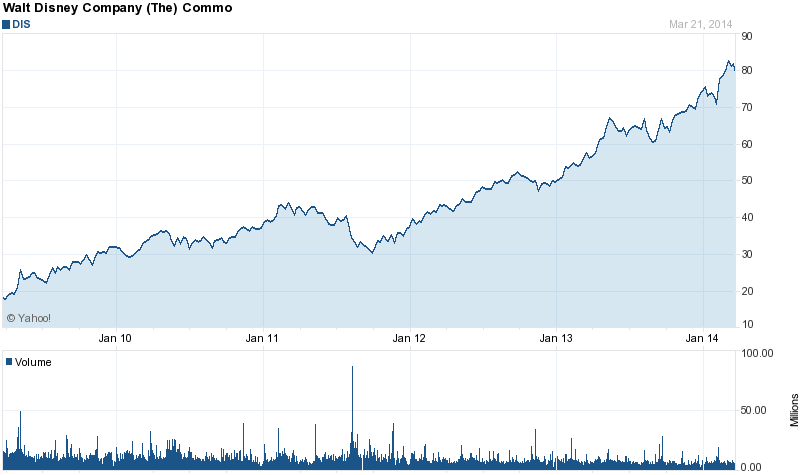 Walt Disney Company (The) Commo
DIS
Mar 21, 2014
90
80
70
60
50
40
30
20
10
© Yahoo!
Jan 10 Jan 11 Jan 12 Jan 13 Jan 14
Volume
100.00
50.00
0.00
Millions